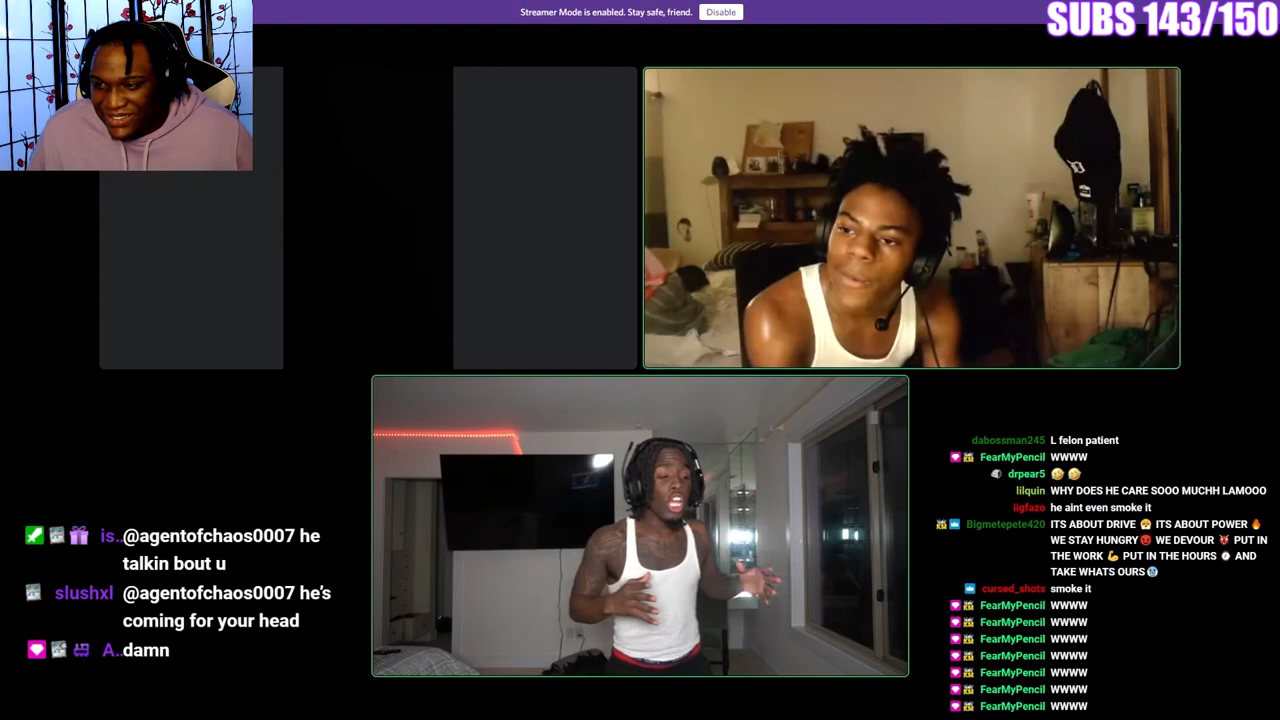 Streamer Mode is enabled. Stay safe, friend. Disable
SUBS 143/150
is..@agentofchaos0007 he
talkin bout u
slushxl @agentofchaos0007 he's
coming for your head
A..damn
dabossman245 L felon patient
FearMyPencil WWWW
drpear5 🤣 🤣
lilquin WHY DOES HE CARE SOOO MUCHH LAMOOO
ligfazo he aint even smoke it
Bigmetepete420 ITS ABOUT DRIVE 😤 ITS ABOUT POWER 🔥
WE STAY HUNGRY👹 WE DEVOUR 👹 PUT IN
THE WORK 💪 PUT IN THE HOURS ⏱ AND
TAKE WHATS OURS🥶
cursed_shots smoke it
FearMyPencil WWWW
FearMyPencil WWWW
FearMyPencil WWWW
FearMyPencil WWWW
FearMyPencil WWWW
FearMyPencil WWWW
FearMyPencil WWWW